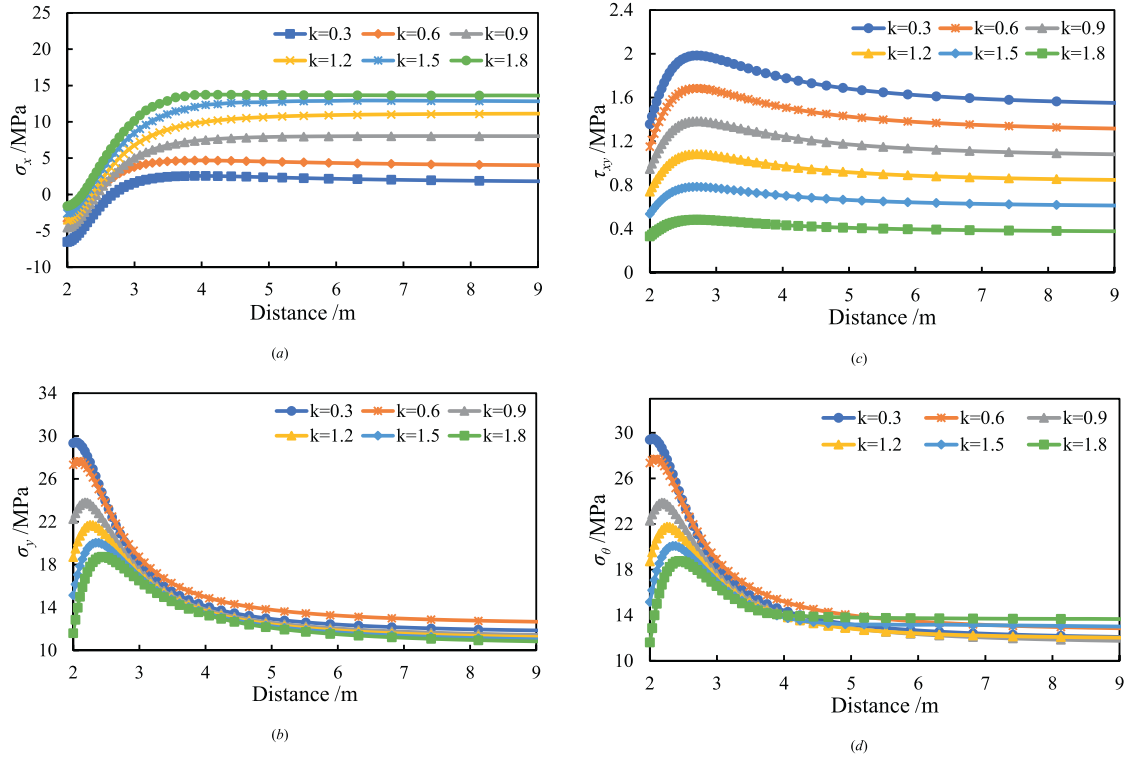 25
20
15
10
5
0
-5
-10
σx /MPa
k=0.3 k=0.6 k=0.9
k=1.2 k=1.5 k=1.8
2 3 4 5 6 7 8 9
Distance /m
(a)
2.4
2
1.6
1.2
0.8
0.4
0
τxy /MPa
k=0.3 k=0.6 k=0.9
k=1.2 k=1.5 k=1.8
2 3 4 5 6 7 8 9
Distance /m
(c)
34
30
26
22
18
14
10
σy /MPa
k=0.3 k=0.6 k=0.9
k=1.2 k=1.5 k=1.8
2 3 4 5 6 7 8 9
Distance /m
(b)
30
26
22
18
14
10
σθ /MPa
k=0.3 k=0.6 k=0.9
k=1.2 k=1.5 k=1.8
2 3 4 5 6 7 8 9
Distance /m
(d)